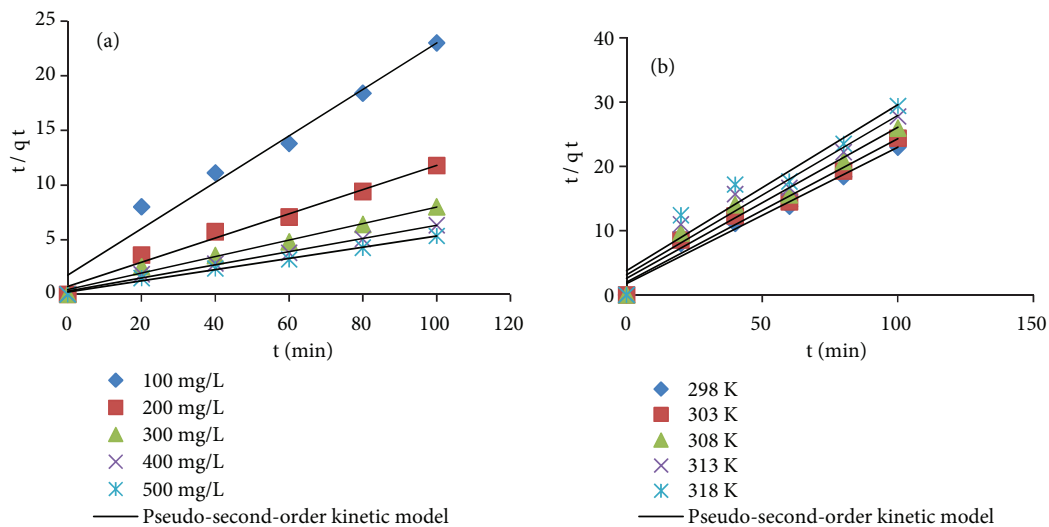 (a)
25
20
15
10
5
0
t / qt
0 20 40 60 80 100 120
t (min)
100 mg/L
200 mg/L
300 mg/L
400 mg/L
500 mg/L
Pseudo-second-order kinetic model
(b)
40
30
20
10
0
t / qt
0 50 100 150
t (min)
298 K
303 K
308 K
313 K
318 K
Pseudo-second-order kinetic model